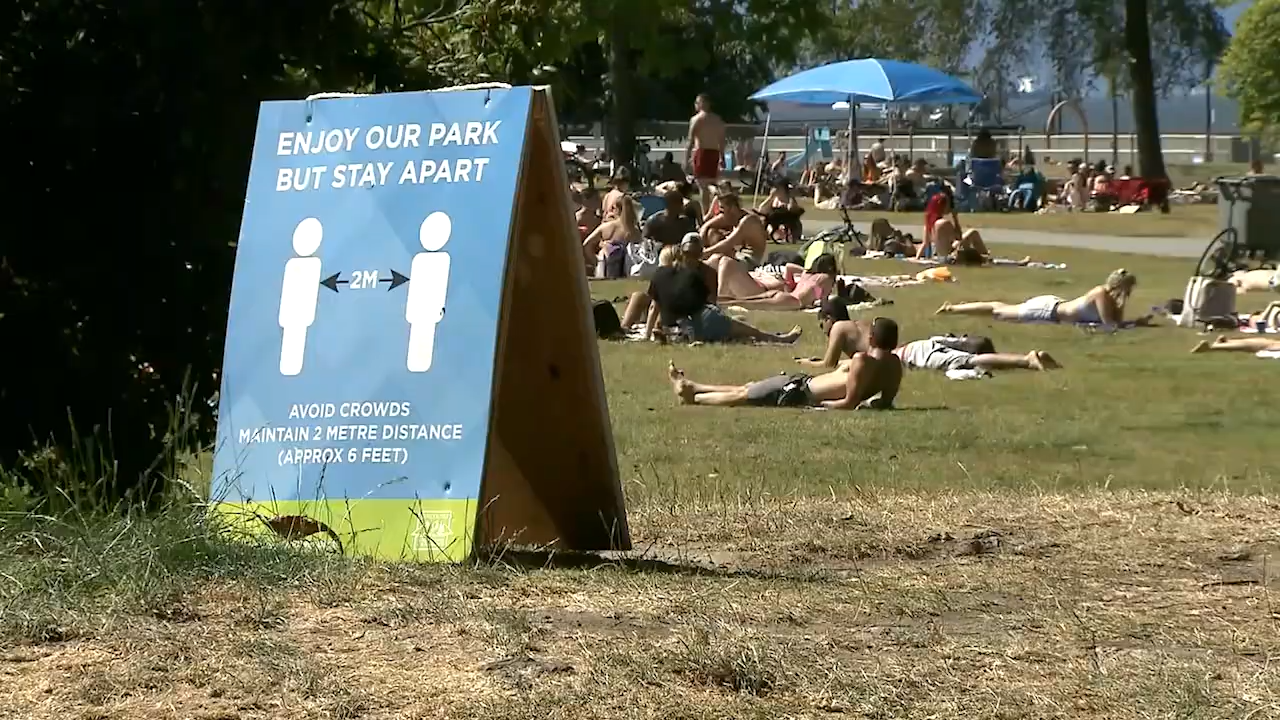 ENJOY OUR PARK
BUT STAY APART
2M
AVOID CROWDS
MAINTAIN 2 METRE DISTANCE
(APPROX 6 FEET)